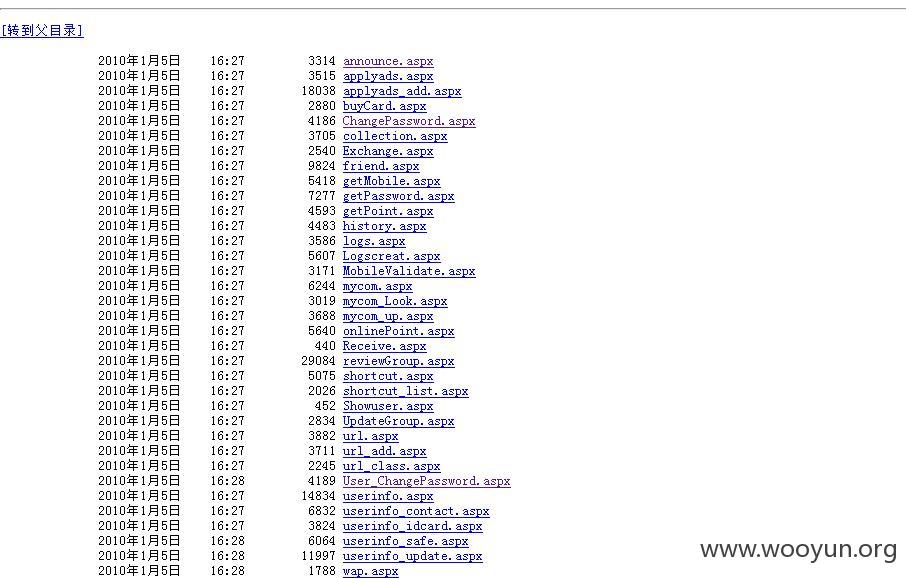 [转到父目录]
2010年1月5日 16:27 3314 announce.aspx
2010年1月5日 16:27 3515 applyads.aspx
2010年1月5日 16:27 18038 applyads_add.aspx
2010年1月5日 16:27 2880 buyCard.aspx
2010年1月5日 16:27 4186 ChangePassword.aspx
2010年1月5日 16:27 3705 collection.aspx
2010年1月5日 16:27 2540 Exchange.aspx
2010年1月5日 16:27 9824 friend.aspx
2010年1月5日 16:27 5418 getMobile.aspx
2010年1月5日 16:27 7277 getPassword.aspx
2010年1月5日 16:27 4593 getPoint.aspx
2010年1月5日 16:27 4483 history.aspx
2010年1月5日 16:27 3586 logs.aspx
2010年1月5日 16:27 5607 Logscreat.aspx
2010年1月5日 16:27 3171 MobileValidate.aspx
2010年1月5日 16:27 6244 mycom.aspx
2010年1月5日 16:27 3019 mycom_Look.aspx
2010年1月5日 16:27 3688 mycom_up.aspx
2010年1月5日 16:27 5640 onlinePoint.aspx
2010年1月5日 16:27 440 Receive.aspx
2010年1月5日 16:27 29084 reviewGroup.aspx
2010年1月5日 16:27 5075 shortcut.aspx
2010年1月5日 16:27 2026 shortcut_list.aspx
2010年1月5日 16:27 452 Showuser.aspx
2010年1月5日 16:27 2834 UpdateGroup.aspx
2010年1月5日 16:27 3882 url.aspx
2010年1月5日 16:27 3711 url_add.aspx
2010年1月5日 16:27 2245 url_class.aspx
2010年1月5日 16:28 4189 User_ChangePassword.aspx
2010年1月5日 16:27 14834 userinfo.aspx
2010年1月5日 16:27 6832 userinfo_contact.aspx
2010年1月5日 16:27 3824 userinfo_idcard.aspx
2010年1月5日 16:28 6064 userinfo_safe.aspx
2010年1月5日 16:28 11997 userinfo_update.aspx
2010年1月5日 16:28 1788 wap.aspx
www.wooyun.org